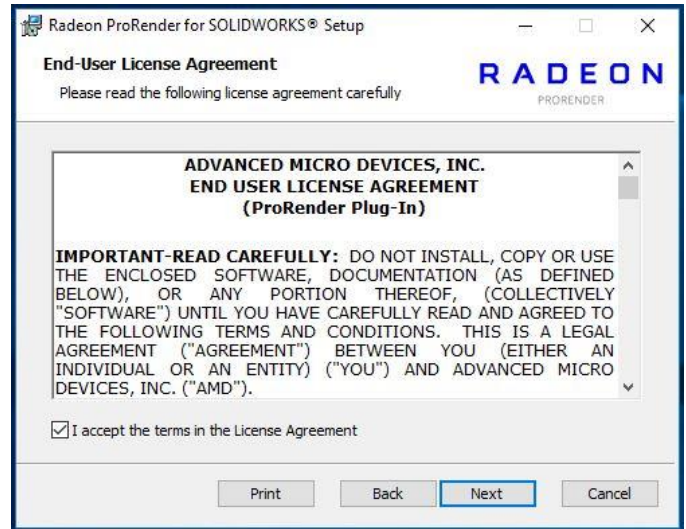 Radeon ProRender for SOLIDWORKS® Setup
End-User License Agreement
Please read the following license agreement carefully
RADEON
PRORENDER
ADVANCED MICRO DEVICES, INC.
END USER LICENSE AGREEMENT
(ProRender Plug-In)
IMPORTANT-READ CAREFULLY: DO NOT INSTALL, COPY OR USE
THE ENCLOSED SOFTWARE, DOCUMENTATION (AS DEFINED
BELOW), OR ANY PORTION THEREOF, (COLLECTIVELY
"SOFTWARE") UNTIL YOU HAVE CAREFULLY READ AND AGREED TO
THE FOLLOWING TERMS AND CONDITIONS. THIS IS A LEGAL
AGREEMENT ("AGREEMENT") BETWEEN YOU (EITHER AN
INDIVIDUAL OR AN ENTITY) ("YOU") AND ADVANCED MICRO
DEVICES, INC. ("AMD").
I accept the terms in the License Agreement
Print Back Next Cancel